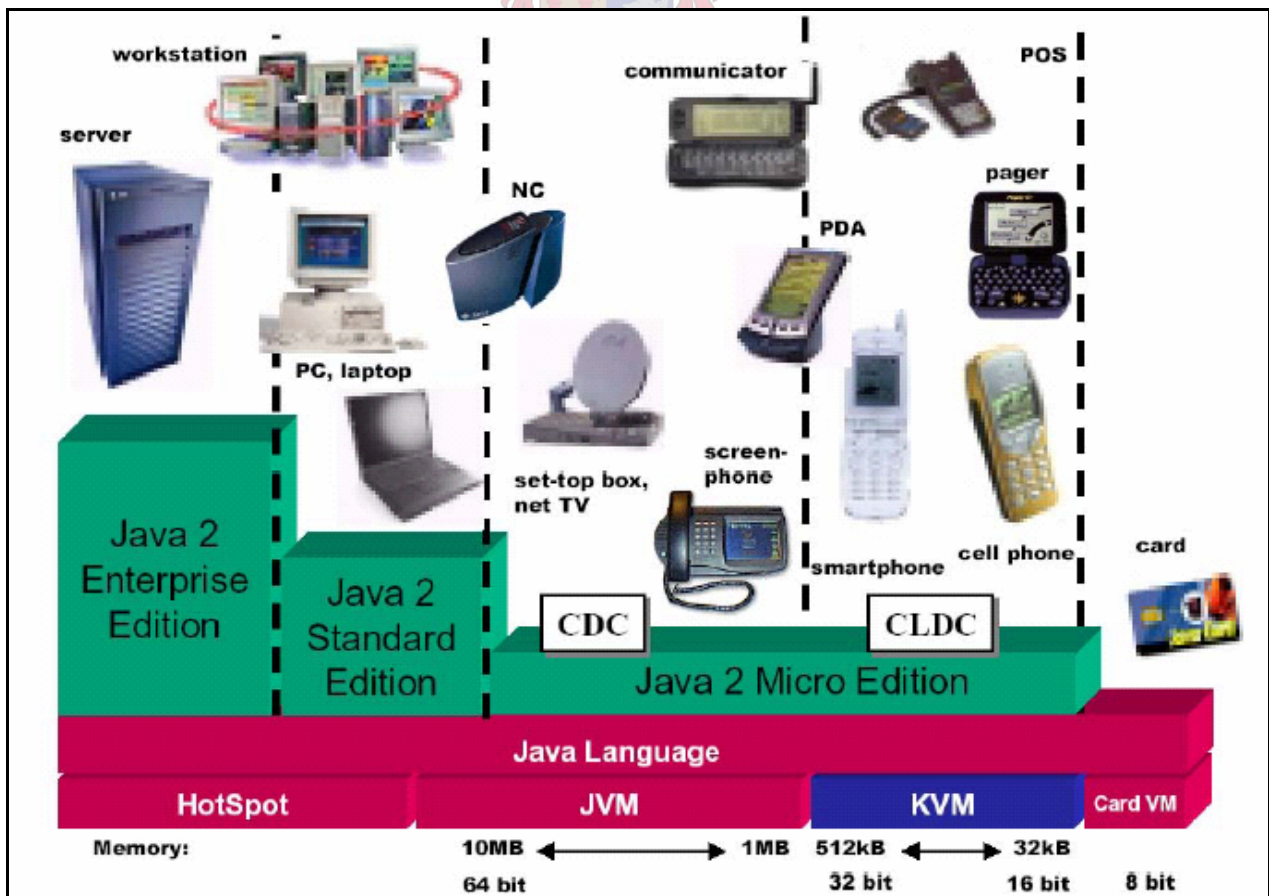 workstation
communicator
POS
server
NC
pager
PDA
PC, laptop
set-top box,
net TV
screen-
phone
smartphone
cell phone
card
Java 2
Enterprise
Edition
Java 2
Standard
Edition
CDC
CLDC
Java 2 Micro Edition
Java Language
HotSpot
JVM
KVM
Card VM
Memory:
10MB
1MB
512kB
32kB
64 bit
32 bit
16 bit
8 bit